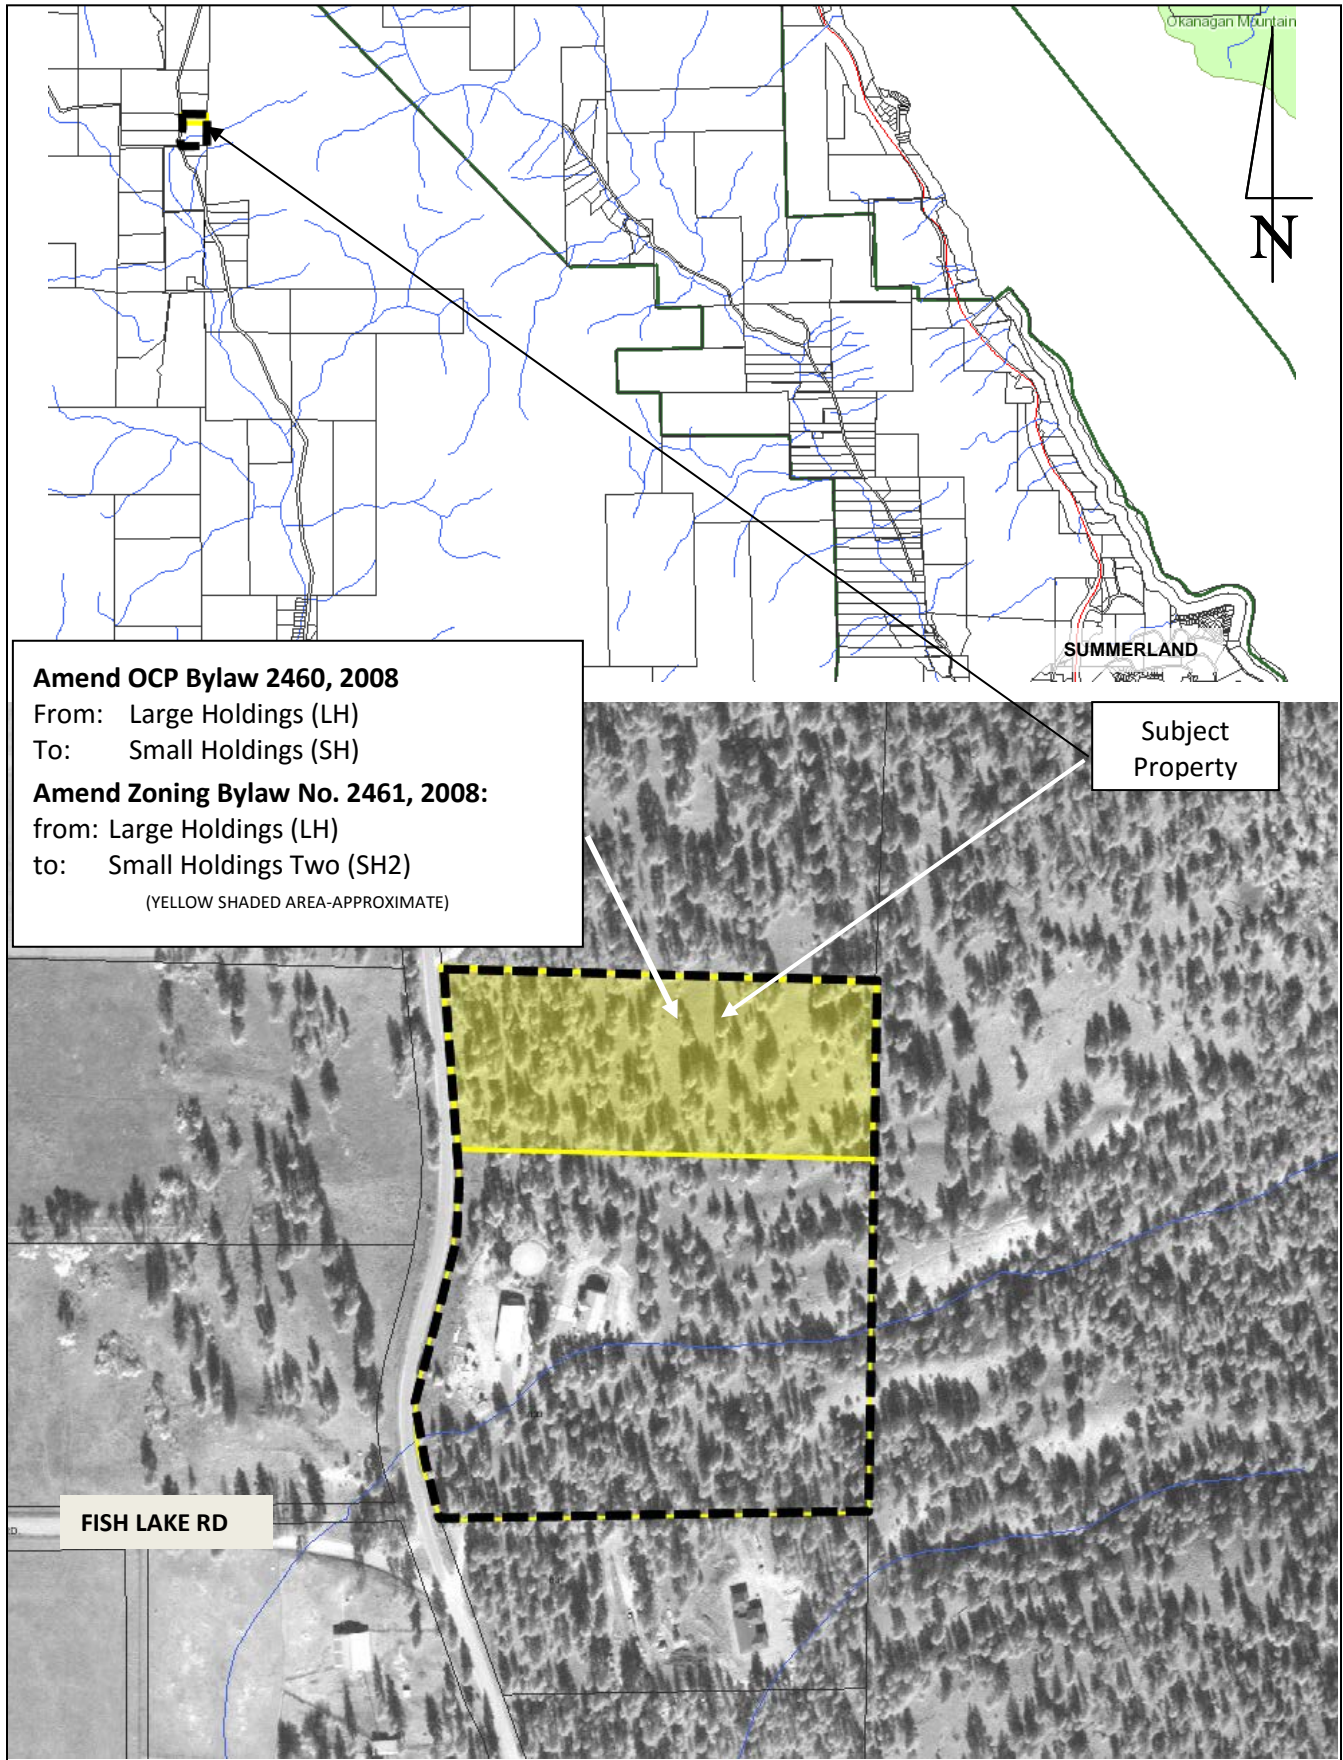 Okanagan Mountain
N
SUMMERLAND
Amend OCP Bylaw 2460, 2008
From: Large Holdings (LH)
To: Small Holdings (SH)
Amend Zoning Bylaw No. 2461, 2008:
from: Large Holdings (LH)
to: Small Holdings Two (SH2)
(YELLOW SHADED AREA-APPROXIMATE)
Subject
Property
FISH LAKE RD